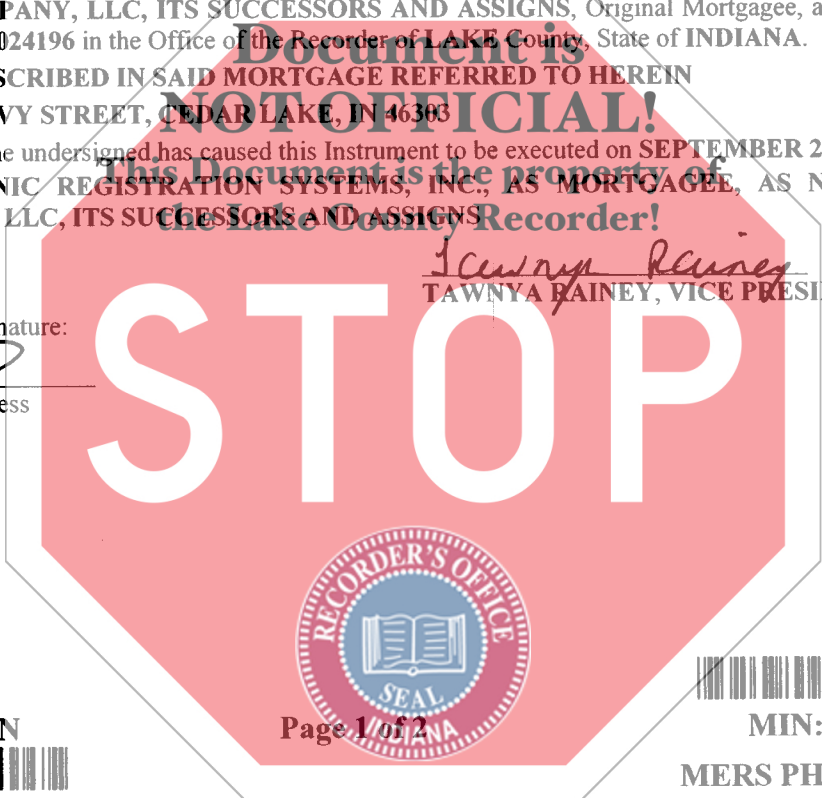 PANY, LLC, ITS SUCCESSORS AND ASSIGNS, Original Mortgagee, a
024196 in the Office of the Recorder of LAKE County, State of INDIANA.
Document is
SCRIBED IN SAID MORTGAGE REFERRED TO HEREIN
VY STREET, CEDAR LAKE, IN 46303
NOT OFFICIAL!
e undersigned has caused this Instrument to be executed on SEPTEMBER 2
This Document is the property of
NIC REGISTRATION SYSTEMS, INC., AS MORTGAGEE, AS N
LLC, ITS SUCCESSORS AND ASSIGNS
the Lake County Recorder!
Tawnya Rainey
TAWNYA RAINEY, VICE PRESI
nature:
ess
STOP
RECORDER'S OFFICE
SEAL
INDIANA
N
Page 1 of 2
MIN:
MERS PH